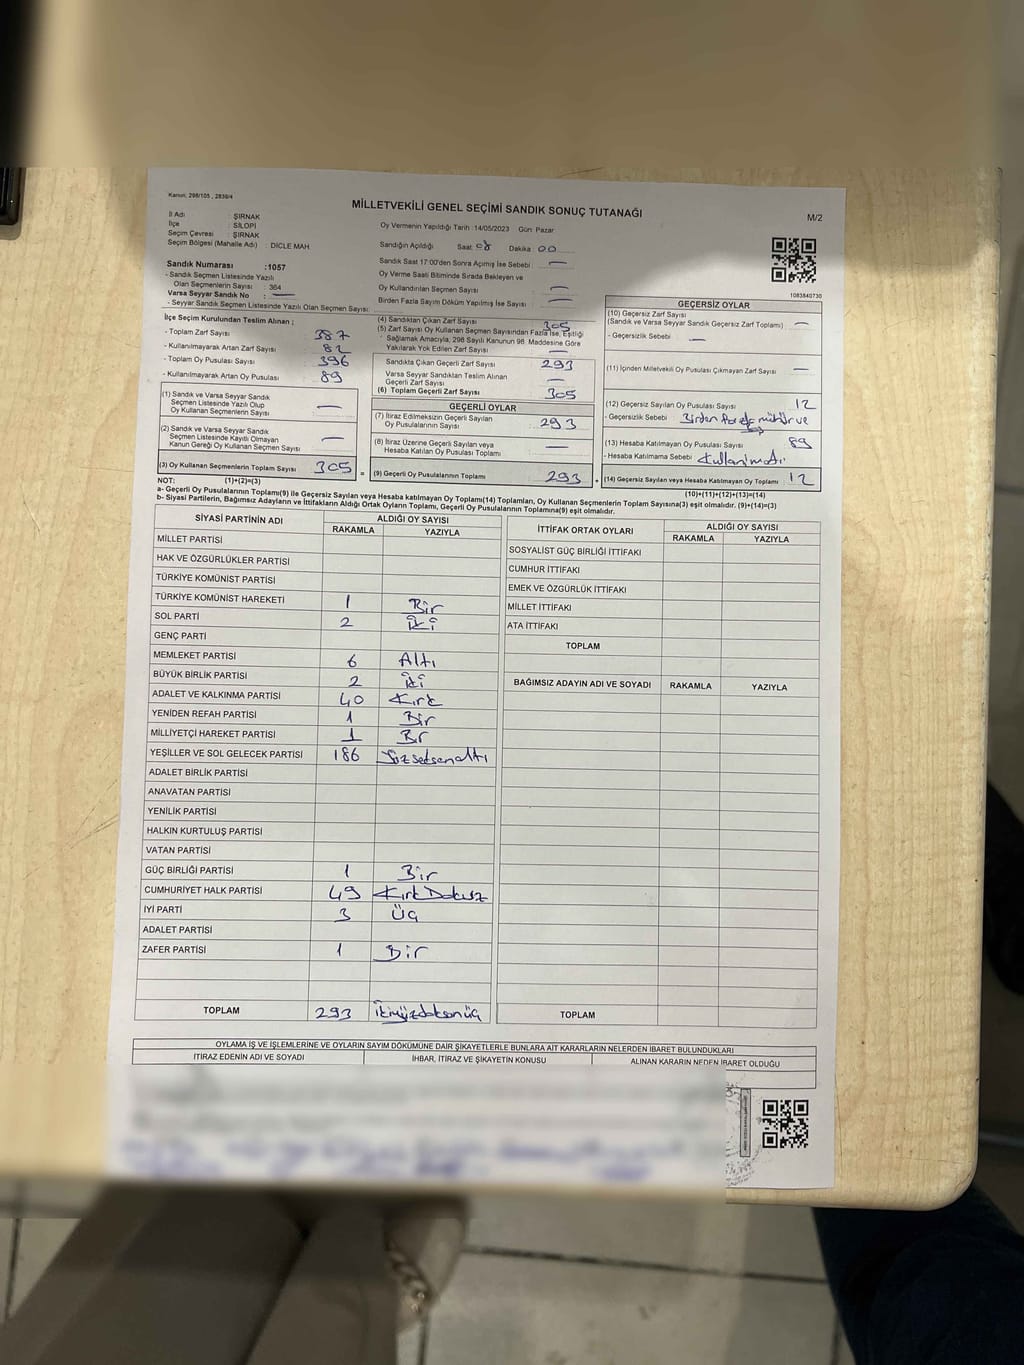 Kanun: 298/105 , 2839/4
MİLLETVEKİLİ GENEL SEÇİMİ SANDIK SONUÇ TUTANAĞI
M/2
İl Adı : ŞIRNAK
İlçe : SİLOPİ
Seçim Çevresi : ŞIRNAK
Seçim Bölgesi (Mahalle Adı) : DİCLE MAH
Oy Vermenin Yapıldığı Tarih : 14/05/2023 Gün: Pazar
Sandığın Açıldığı Saat: 08 Dakika 00
Sandık Saat 17:00'den Sonra Açımış İse Sebebi : —
Oy Verme Saati Bitiminde Sırada Bekleyen ve
Oy Kullandırılan Seçmen Sayısı : —
Birden Fazla Sayım Döküm Yapılmış İse Sayısı : —
1083840730
Sandık Numarası :1057
- Sandık Seçmen Listesinde Yazılı
Olan Seçmenlerin Sayısı : 364
Varsa Seyyar Sandık No : —
- Seyyar Sandık Seçmen Listesinde Yazılı Olan Seçmen Sayısı:
İlçe Seçim Kurulundan Teslim Alınan ;
- Toplam Zarf Sayısı 387
- Kullanılmayarak Artan Zarf Sayısı 82
- Toplam Oy Pusulası Sayısı 396
- Kullanılmayarak Artan Oy Pusulası 89
(1) Sandık ve Varsa Seyyar Sandık
Seçmen Listesinde Yazılı Olup
Oy Kullanan Seçmenlerin Sayısı —
(2) Sandık ve Varsa Seyyar Sandık
Seçmen Listesinde Kayıtlı Olmayan
Kanun Gereği Oy Kullanan Seçmen Sayısı —
(3) Oy Kullanan Seçmenlerin Toplam Sayısı 305
(4) Sandıktan Çıkan Zarf Sayısı 305
(5) Zarf Sayısı Oy Kullanan Seçmen Sayısından Fazla İse, Eşitliği
Sağlamak Amacıyla, 298 Sayılı Kanunun 98. Maddesine Göre
Yakılarak Yok Edilen Zarf Sayısı —
Sandıkta Çıkan Geçerli Zarf Sayısı 293
Varsa Seyyar Sandıktan Teslim Alınan
Geçerli Zarf Sayısı —
(6) Toplam Geçerli Zarf Sayısı 305
GEÇERLİ OYLAR
(7) İtiraz Edilmeksizin Geçerli Sayılan
Oy Pusulalarının Sayısı 293
(8) İtiraz Üzerine Geçerli Sayılan veya
Hesaba Katılan Oy Pusulası Toplamı —
= (9) Geçerli Oy Pusulalarının Toplamı 293 +
GEÇERSİZ OYLAR
(10) Geçersiz Zarf Sayısı
(Sandık ve Varsa Seyyar Sandık Geçersiz Zarf Toplamı) —
- Geçersizlik Sebebi : —
(11) İçinden Milletvekili Oy Pusulası Çıkmayan Zarf Sayısı —
(12) Geçersiz Sayılan Oy Pusulası Sayısı 12
- Geçersizlik Sebebi : Birden mühür ve
(13) Hesaba Katılmayan Oy Pusulası Sayısı 89
- Hesaba Katılmama Sebebi : Kullanılmadı
(14) Geçersiz Sayılan veya Hesaba Katılmayan Oy Toplamı : 12
NOT: (1)+(2)=(3) (10)+(11)+(12)+(13)=(14)
a- Geçerli Oy Pusulalarının Toplamı(9) ile Geçersiz Sayılan veya Hesaba katılmayan Oy Toplamı(14) Toplamları, Oy Kullanan Seçmenlerin Toplam Sayısına(3) eşit olmalıdır. (9)+(14)=(3)
b- Siyasi Partilerin, Bağımsız Adayların ve İttifakların Aldığı Ortak Oyların Toplamı, Geçerli Oy Pusulalarının Toplamına(9) eşit olmalıdır.
SİYASİ PARTİNİN ADI ALDIĞI OY SAYISI
RAKAMLA YAZIYLA
MİLLET PARTİSİ
HAK VE ÖZGÜRLÜKLER PARTİSİ
TÜRKİYE KOMÜNİST PARTİSİ
TÜRKİYE KOMÜNİST HAREKETİ 1 Bir
SOL PARTİ 2 İki
GENÇ PARTİ
MEMLEKET PARTİSİ 6 Altı
BÜYÜK BİRLİK PARTİSİ 2 İki
ADALET VE KALKINMA PARTİSİ 40 Kırk
YENİDEN REFAH PARTİSİ 1 Bir
MİLLİYETÇİ HAREKET PARTİSİ 1 Bir
YEŞİLLER VE SOL GELECEK PARTİSİ 186 Yüzseksenaltı
ADALET BİRLİK PARTİSİ
ANAVATAN PARTİSİ
YENİLİK PARTİSİ
HALKIN KURTULUŞ PARTİSİ
VATAN PARTİSİ
GÜÇ BİRLİĞİ PARTİSİ 1 Bir
CUMHURİYET HALK PARTİSİ 49 Kırk Dokuz
İYİ PARTİ 3 Üç
ADALET PARTİSİ
ZAFER PARTİSİ 1 Bir
TOPLAM 293 İkiyüzdoksanüç
İTTİFAK ORTAK OYLARI ALDIĞI OY SAYISI
RAKAMLA YAZIYLA
SOSYALİST GÜÇ BİRLİĞİ İTTİFAKI
CUMHUR İTTİFAKI
EMEK VE ÖZGÜRLÜK İTTİFAKI
MİLLET İTTİFAKI
ATA İTTİFAKI
TOPLAM
BAĞIMSIZ ADAYIN ADI VE SOYADI RAKAMLA YAZIYLA
TOPLAM
OYLAMA İŞ VE İŞLEMLERİNE VE OYLARIN SAYIM DÖKÜMÜNE DAİR ŞİKAYETLERLE BUNLARA AİT KARARLARIN NELERDEN İBARET BULUNDUKLARI
İTİRAZ EDENİN ADI VE SOYADI İHBAR, İTİRAZ VE ŞİKAYETİN KONUSU ALINAN KARARIN NEDEN İBARET OLDUĞU